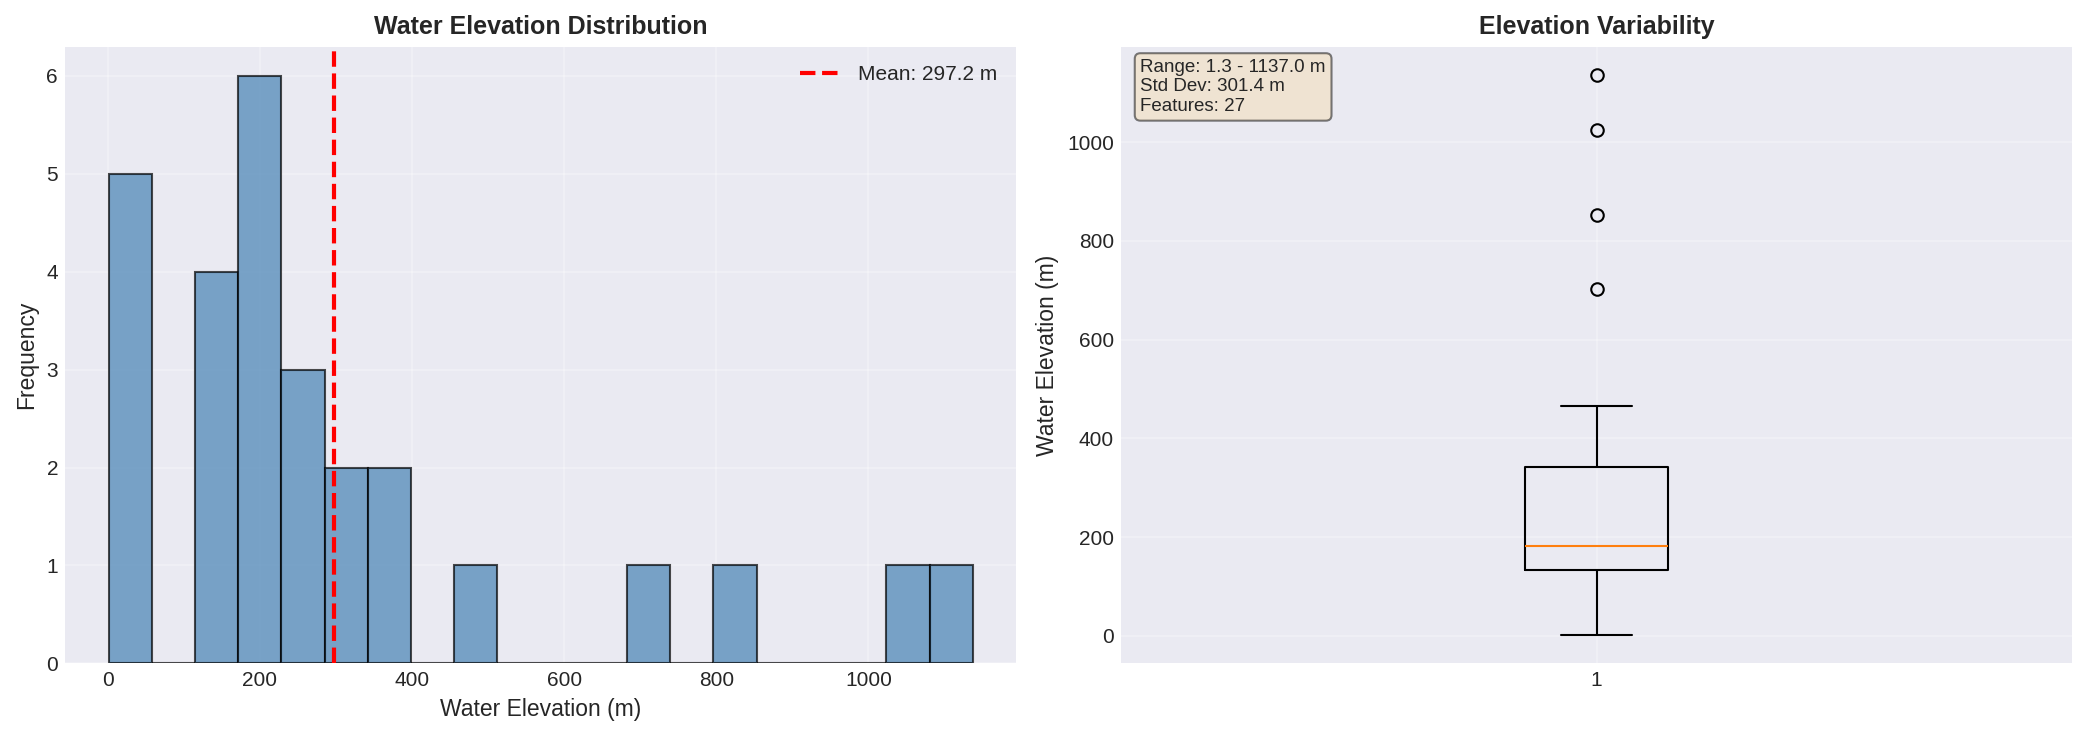 Water Elevation Distribution
Mean: 297.2 m
Frequency
6
5
4
3
2
1
0
0 200 400 600 800 1000
Water Elevation (m)
Elevation Variability
Range: 1.3 - 1137.0 m
Std Dev: 301.4 m
Features: 27
Water Elevation (m)
1000
800
600
400
200
0
1